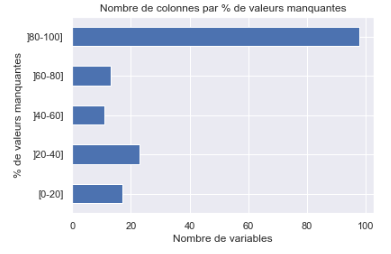 Nombre de colonnes par % de valeurs manquantes
% de valeurs manquantes
]80-100]
]60-80]
]40-60]
]20-40]
[0-20]
0 20 40 60 80 100
Nombre de variables